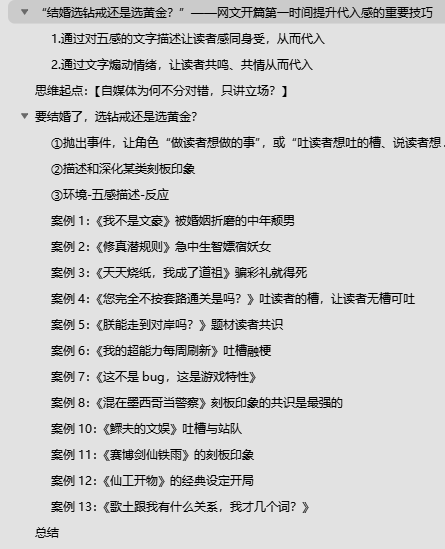 “结婚选钻戒还是选黄金？”——网文开篇第一时间提升代入感的重要技巧
1.通过对五感的文字描述让读者感同身受，从而代入
2.通过文字煽动情绪，让读者共鸣、共情从而代入
思维起点：【自媒体为何不分对错，只讲立场？】
要结婚了，选钻戒还是选黄金？
①抛出事件，让角色“做读者想做的事”，或“吐读者想吐的槽、说读者想
②描述和深化某类刻板印象
③环境-五感描述-反应
案例 1：《我不是文豪》被婚姻折磨的中年颓男
案例 2：《修真潜规则》急中生智嫖宿妖女
案例 3：《天天烧纸，我成了道祖》骗彩礼就得死
案例 4：《您完全不按套路通关是吗？》吐读者的槽，让读者无槽可吐
案例 5：《朕能走到对岸吗？》题材读者共识
案例 6：《我的超能力每周刷新》吐槽融梗
案例 7：《这不是 bug，这是游戏特性》
案例 8：《混在墨西哥当警察》刻板印象的共识是最强的
案例 10：《鳏夫的文娱》吐槽与站队
案例 11：《赛博剑仙铁雨》的刻板印象
案例 12：《仙工开物》的经典设定开局
案例 13：《歌土跟我有什么关系，我才几个词？》
总结